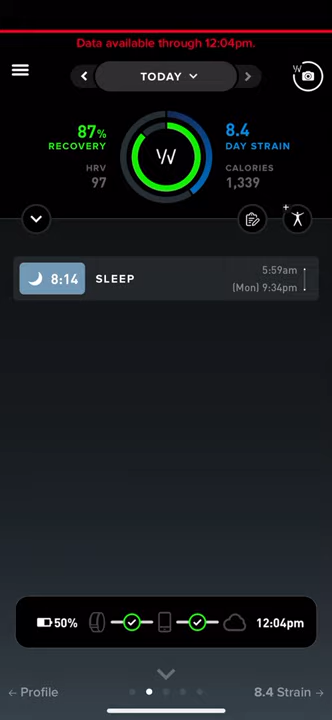 Data available through 12:04pm.
TODAY
87%
RECOVERY
HRV
97
W
8.4
DAY STRAIN
CALORIES
1,339
8:14 SLEEP
5:59am
(Mon) 9:34pm
50%
12:04pm
← Profile
8.4 Strain →